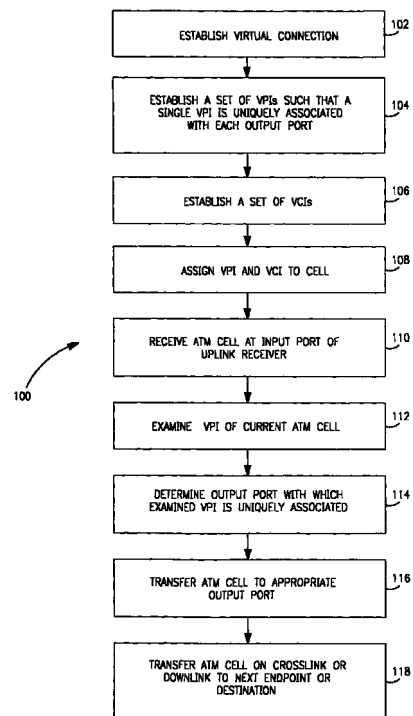 ESTABLISH VIRTUAL CONNECTION
102
ESTABLISH A SET OF VPIs SUCH THAT A
SINGLE VPI IS UNIQUELY ASSOCIATED
WITH EACH OUTPUT PORT
104
ESTABLISH A SET OF VCIs
106
ASSIGN VPI AND VCI TO CELL
108
RECEIVE ATM CELL AT INPUT PORT OF
UPLINK RECEIVER
110
100
EXAMINE VPI OF CURRENT ATM CELL
112
DETERMINE OUTPUT PORT WITH WHICH
EXAMINED VPI IS UNIQUELY ASSOCIATED
114
TRANSFER ATM CELL TO APPROPRIATE
OUTPUT PORT
116
TRANSFER ATM CELL ON CROSSLINK OR
DOWNLINK TO NEXT ENDPOINT OR
DESTINATION
118